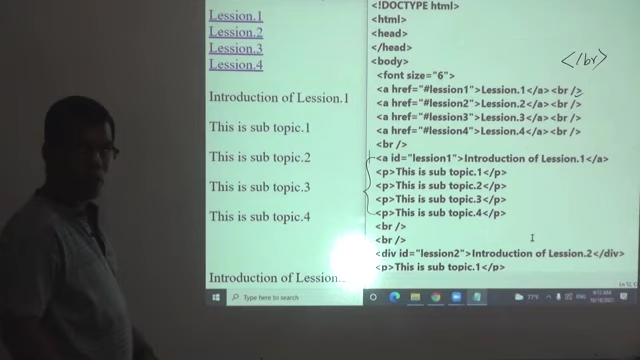 Lession.1
Lession.2
Lession.3
Lession.4
Introduction of Lession.1
This is sub topic.1
This is sub topic.2
This is sub topic.3
This is sub topic.4
Introduction of Lession.
<!DOCTYPE html>
<html>
<head>
</head>
<body>
<font size="6">
<a href="#lession1">Lession.1</a><br />
<a href="#lession2">Lession.2</a><br />
<a href="#lession3">Lession.3</a><br />
<a href="#lession4">Lession.4</a><br />
<br />
<a id="lession1">Introduction of Lession.1</a>
<p>This is sub topic.1</p>
<p>This is sub topic.2</p>
<p>This is sub topic.3</p>
<p>This is sub topic.4</p>
<br />
<br />
<div id="lession2">Introduction of Lession.2</div>
<p>This is sub topic.1</p>
</br>
Type here to search
77°F